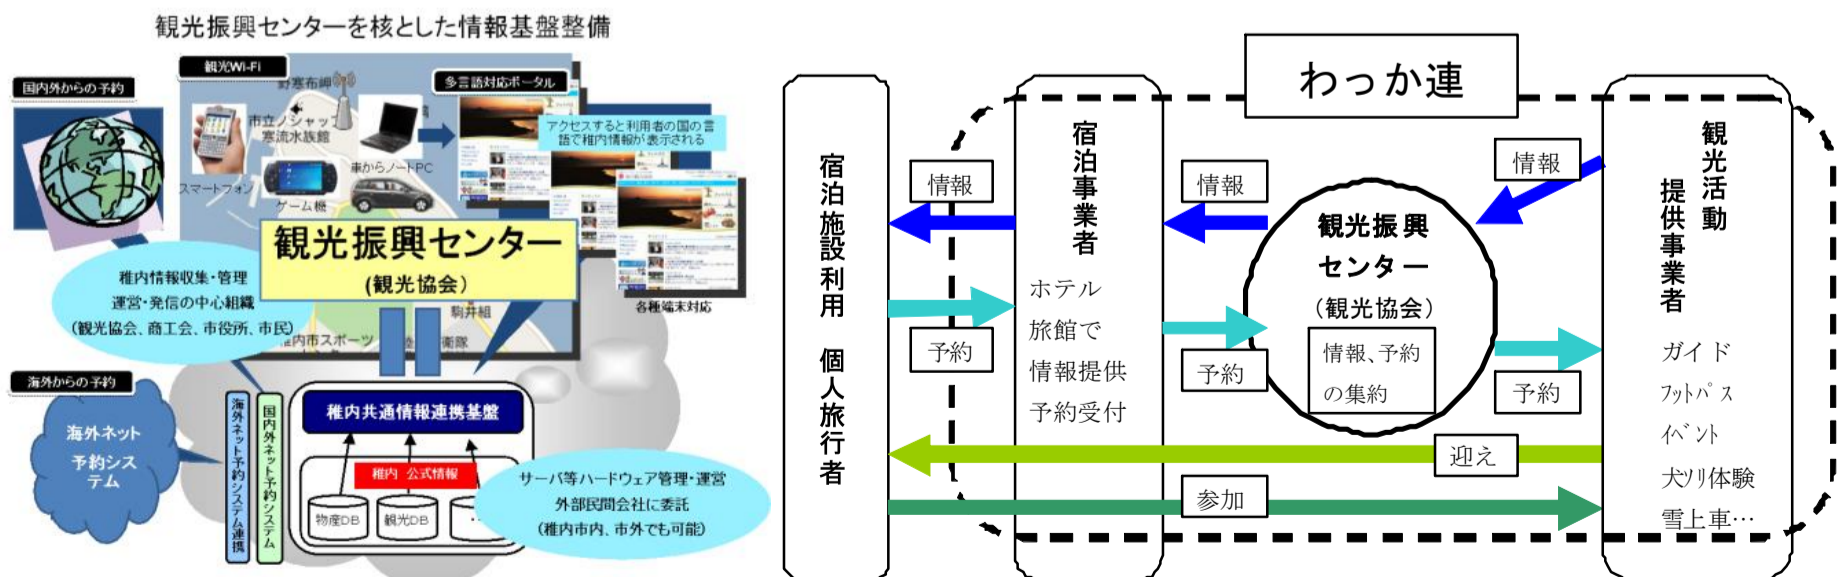 観光振興センターを核とした情報基盤整備
国内外からの予約
観光Wi-Fi
野寒布岬
多言語対応ポータル
アクセスすると利用者の国の言
語で稚内情報が表示される
市立ノシャップ
寒流水族館
車からノートPC
スマートフォン
ゲーム機
観光振興センター
(観光協会)
稚内情報収集・管理
運営・発信の中心組織
(観光協会、商工会、市役所、市民)
各種端末対応
駒井組
稚内市スポーツ
衛隊
海外からの予約
海外ネット
予約シス
テム
海外ネット予約システム連携
国内外ネット予約システム
稚内共通情報連携基盤
稚内 公式情報
物産DB
観光DB
・・
サーバ等ハードウェア管理・運営
外部民間会社に委託
(稚内市内、市外でも可能)
わっか連
宿泊施設利用 個人旅行者
情報
予約
宿泊事業者
ホテル
旅館で
情報提供
予約受付
情報
予約
観光振興
センター
(観光協会)
情報、予約
の集約
情報
予約
観光活動
提供事業者
ガイド
フットパス
イベント
犬ソリ体験
雪上車…
迎え
参加